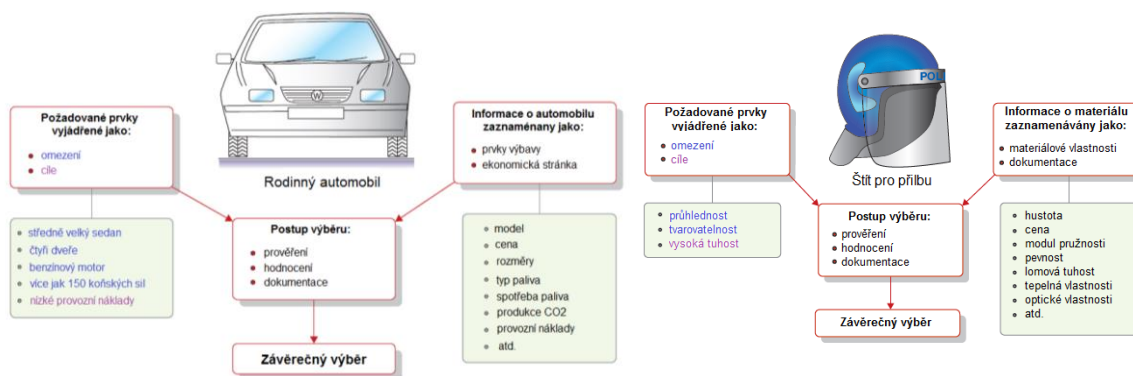 Požadované prvky
vyjádřené jako:
omezení
cíle
středně velký sedan
čtyři dveře
benzínový motor
více jak 150 koňských sil
nízké provozní náklady
W
Rodinný automobil
Postup výběru:
prověření
hodnocení
dokumentace
Závěrečný výběr
Informace o automobilu
zaznaménany jako:
prvky výbavy
ekonomická stránka
model
cena
rozměry
typ paliva
spotřeba paliva
produkce CO2
provozní náklady
atd.
Požadované prvky
vyjádřené jako:
omezení
cíle
průhlednost
tvarovatelnost
vysoká tuhost
POL
Štít pro přilbu
Postup výběru:
prověření
hodnocení
dokumentace
Závěrečný výběr
Informace o materiálu
zaznamenávány jako:
materiálové vlastnosti
dokumentace
hustota
cena
modul pružnosti
pevnost
lomová tuhost
tepelná vlastnosti
optické vlastnosti
atd.